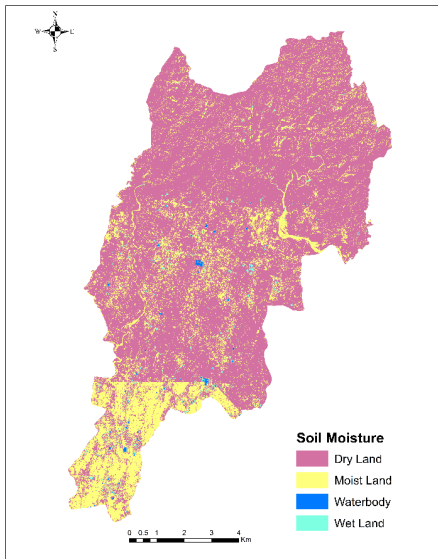 N
W E
S
Soil Moisture
Dry Land
Moist Land
Waterbody
Wet Land
0 0.5 1 2 3 4
Km